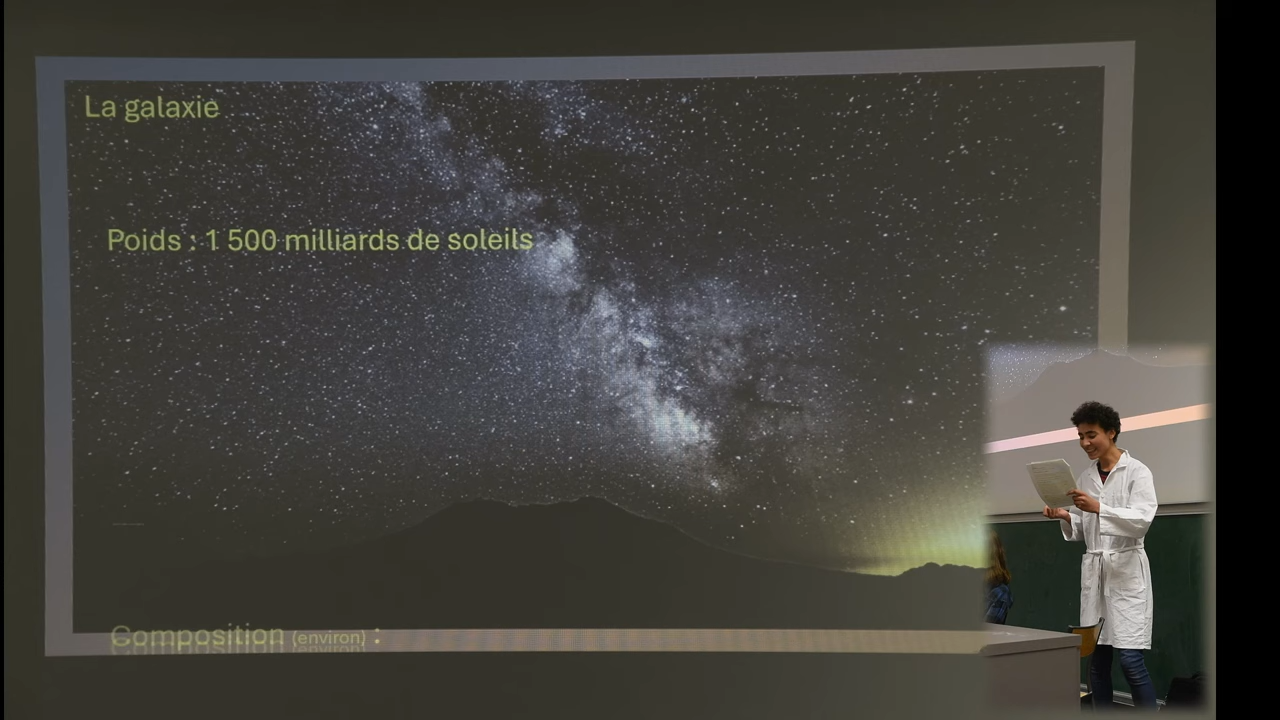 La galaxie
Poids : 1 500 milliards de soleils
Composition (environ) :